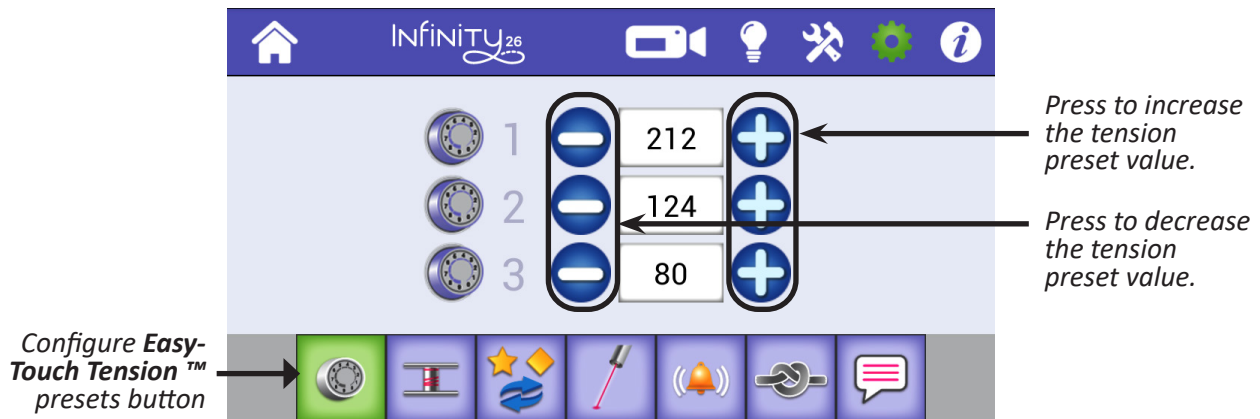 INFINITY 26
i
1 212
Press to increase
the tension
preset value.
2 124
Press to decrease
the tension
preset value.
3 80
Configure Easy-
Touch Tension ™
presets button